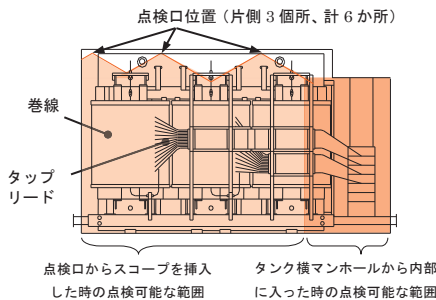 点検口位置（片側３個所、計６か所）
巻線
タップ
リード
点検口からスコープを挿入
した時の点検可能な範囲
タンク横マンホールから内部
に入った時の点検可能な範囲